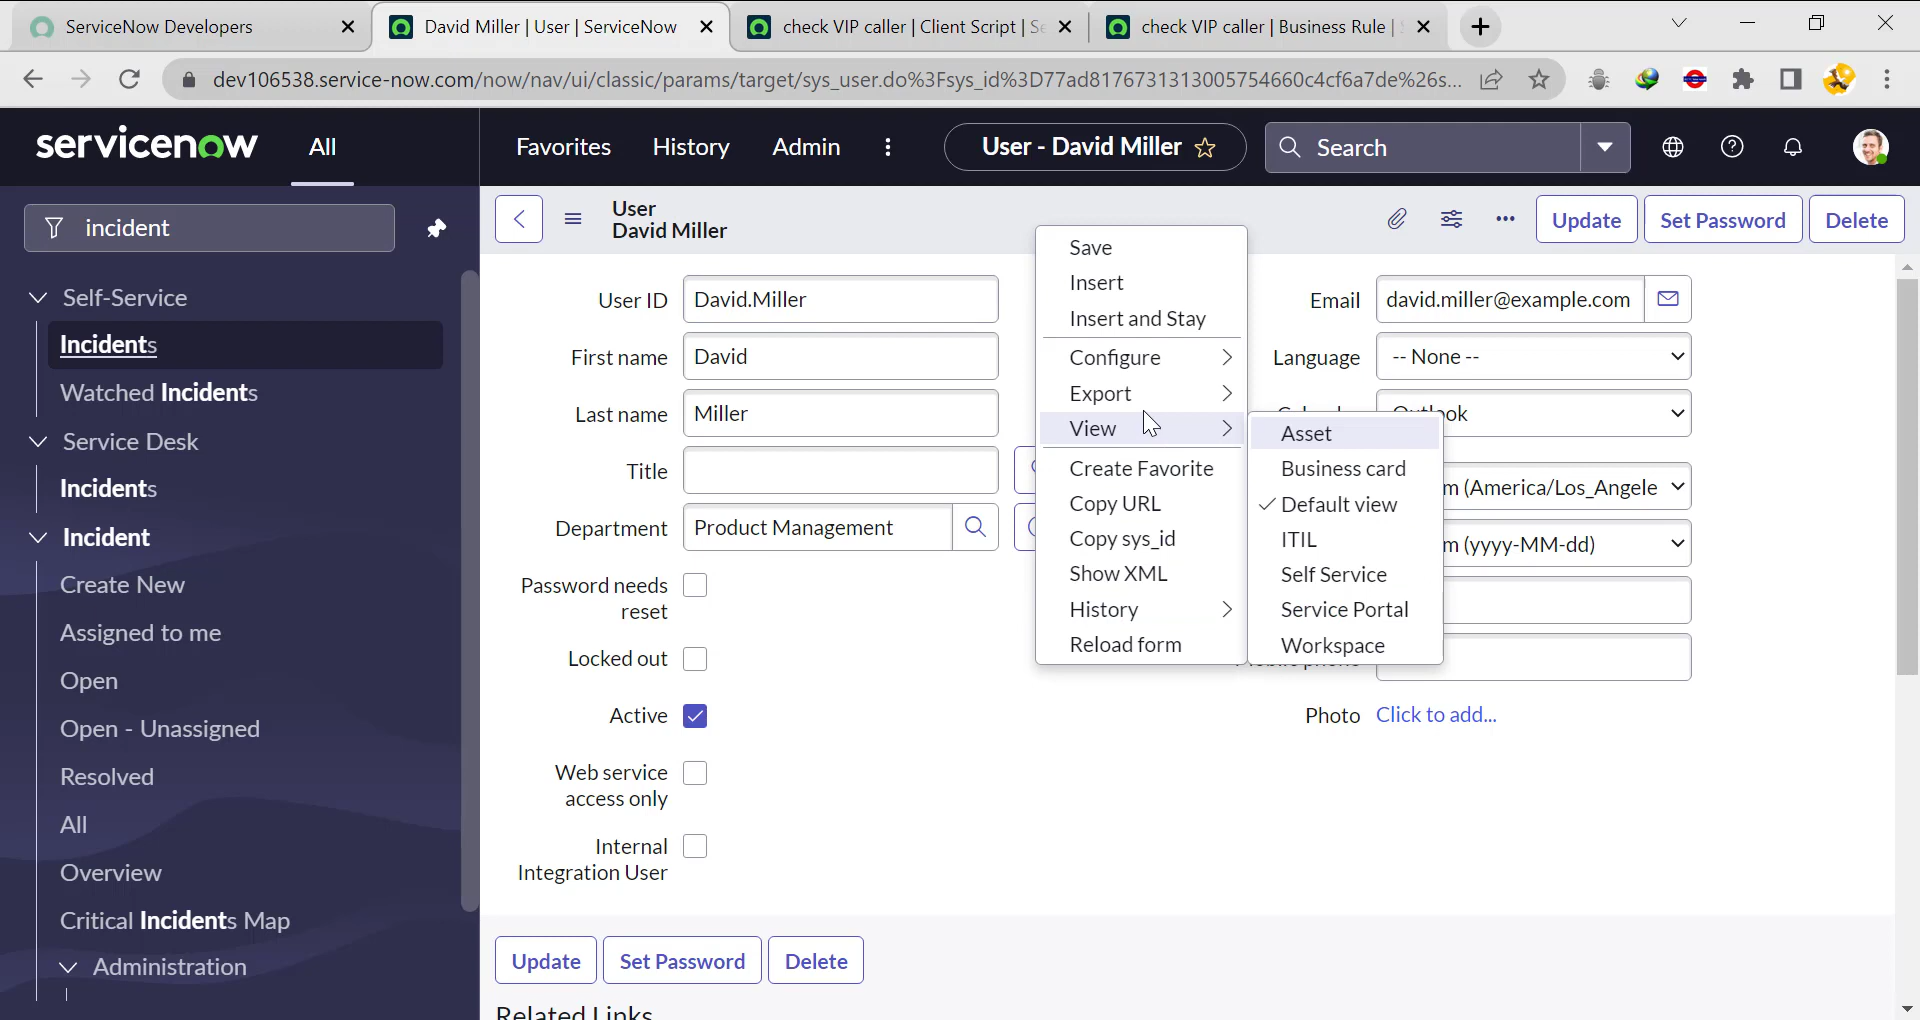 ServiceNow Developers
David Miller | User | ServiceNow
check VIP caller | Client Script | Se
check VIP caller | Business Rule |
dev106538.service-now.com/now/nav/ui/classic/params/target/sys_user.do%3Fsys_id%3D77ad8176731313005754660c4cf6a7de%26s...
servicenow
All
Favorites
History
Admin
User - David Miller
Search
incident
Self-Service
Incidents
Watched Incidents
Service Desk
Incidents
Incident
Create New
Assigned to me
Open
Open - Unassigned
Resolved
All
Overview
Critical Incidents Map
Administration
User
David Miller
Update
Set Password
Delete
User ID
David.Miller
First name
David
Last name
Miller
Title
Department
Product Management
Password needs
reset
Locked out
Active
Web service
access only
Internal
Integration User
Save
Insert
Insert and Stay
Configure
Export
View
Create Favorite
Copy URL
Copy sys_id
Show XML
History
Reload form
Asset
Business card
Default view
ITIL
Self Service
Service Portal
Workspace
Email
david.miller@example.com
Language
-- None --
m (America/Los_Angele
m (yyyy-MM-dd)
Photo
Click to add...
Update
Set Password
Delete
Related Links